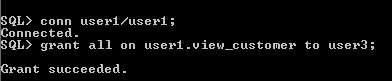 SQL> conn user1/user1;
Connected.
SQL> grant all on user1.view_customer to user3;
Grant succeeded.